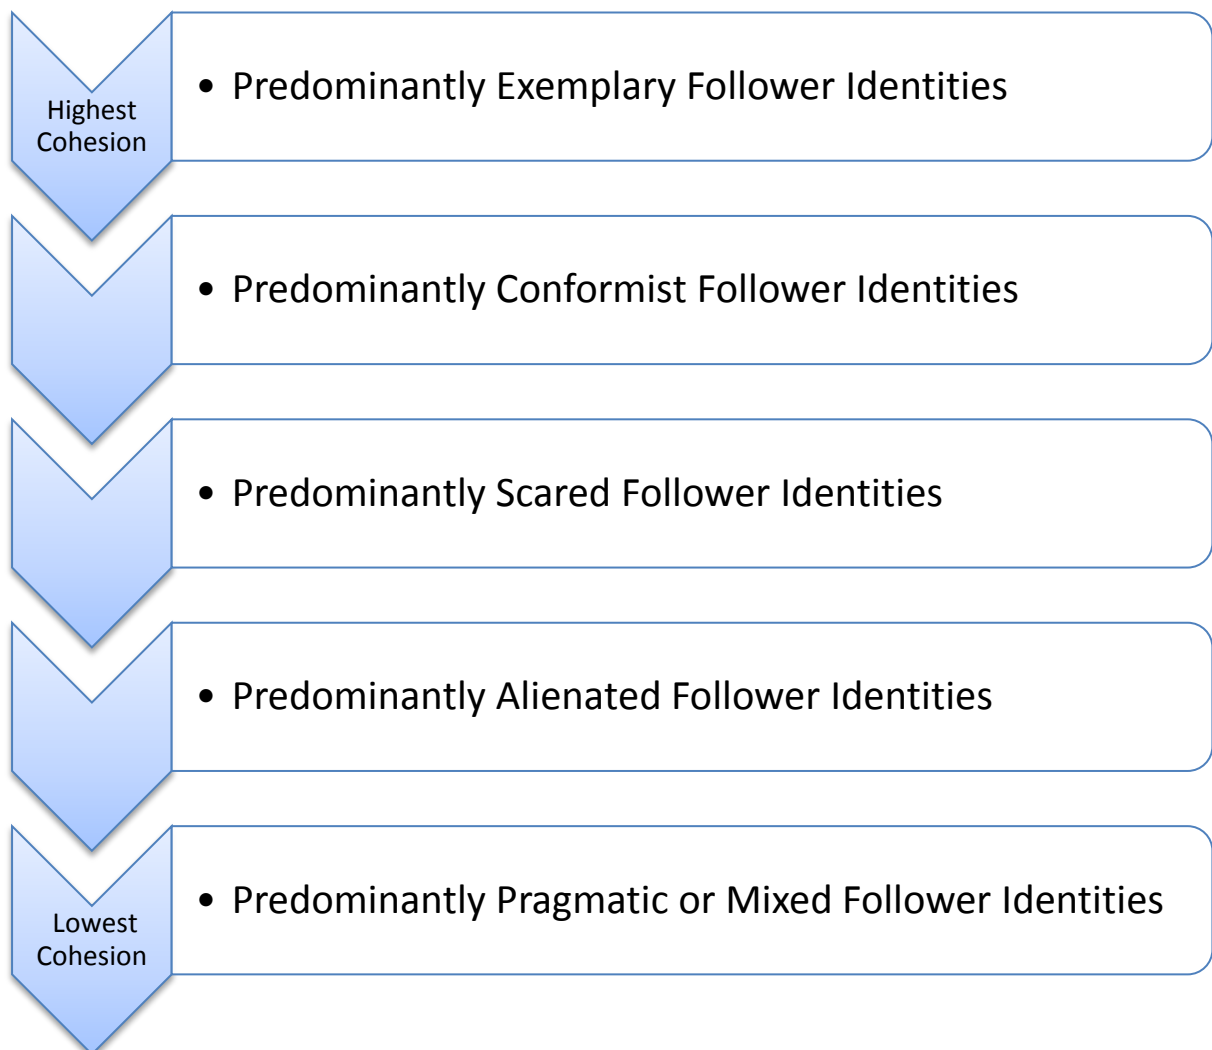 Highest
Cohesion
• Predominantly Exemplary Follower Identities
• Predominantly Conformist Follower Identities
• Predominantly Scared Follower Identities
• Predominantly Alienated Follower Identities
Lowest
Cohesion
• Predominantly Pragmatic or Mixed Follower Identities